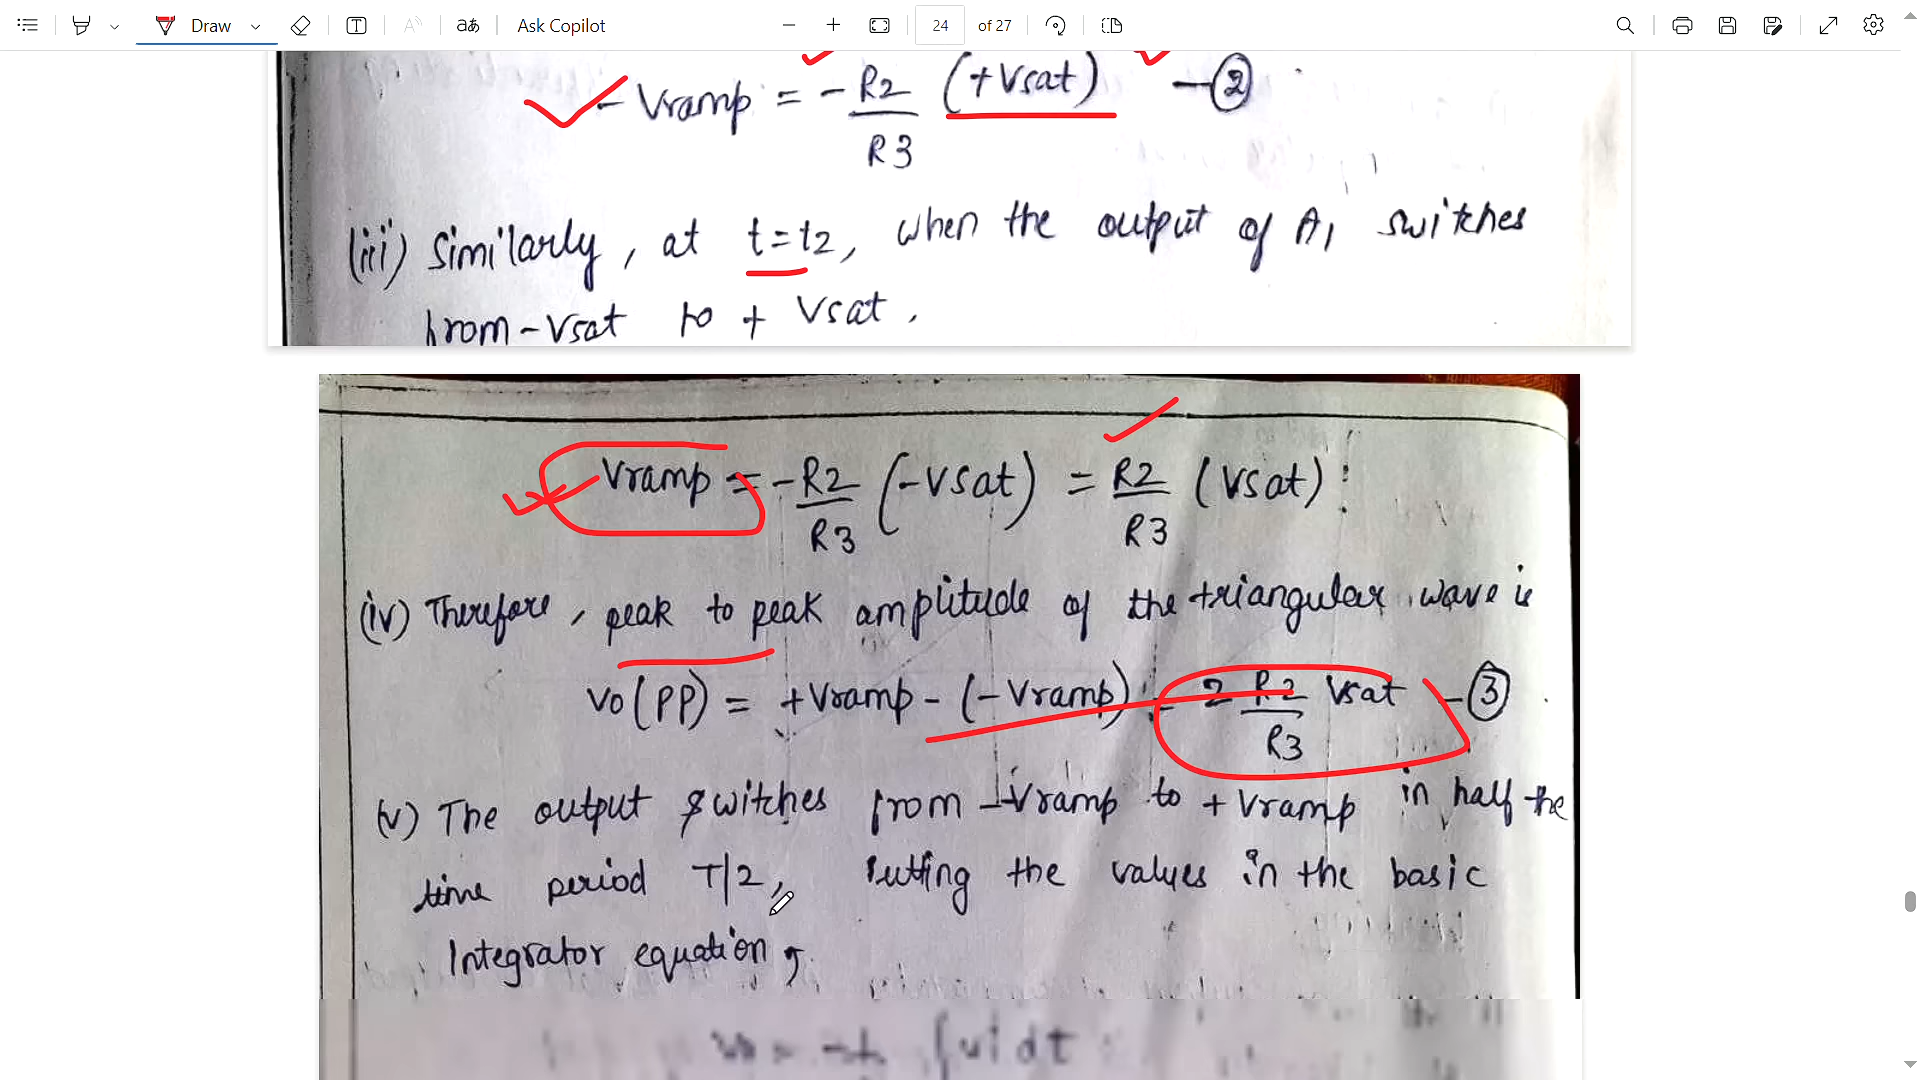 Draw
Ask Copilot
24 of 27
- Vramp = - R2/R3 (+Vsat) - ②
(iii) Similarly, at t=t2, when the output of A1 switches
from -Vsat to + Vsat.
Vramp = -R2/R3 (-Vsat) = R2/R3 (Vsat)
(iv) Therefore, peak to peak amplitude of the triangular wave is
Vo(PP) = +Vramp - (-Vramp) = 2 R2/R3 Vsat - ③
(v) The output switches from -Vramp to +Vramp in half the
time period T/2, Putting the values in the basic
Integrator equation,
∫vidt